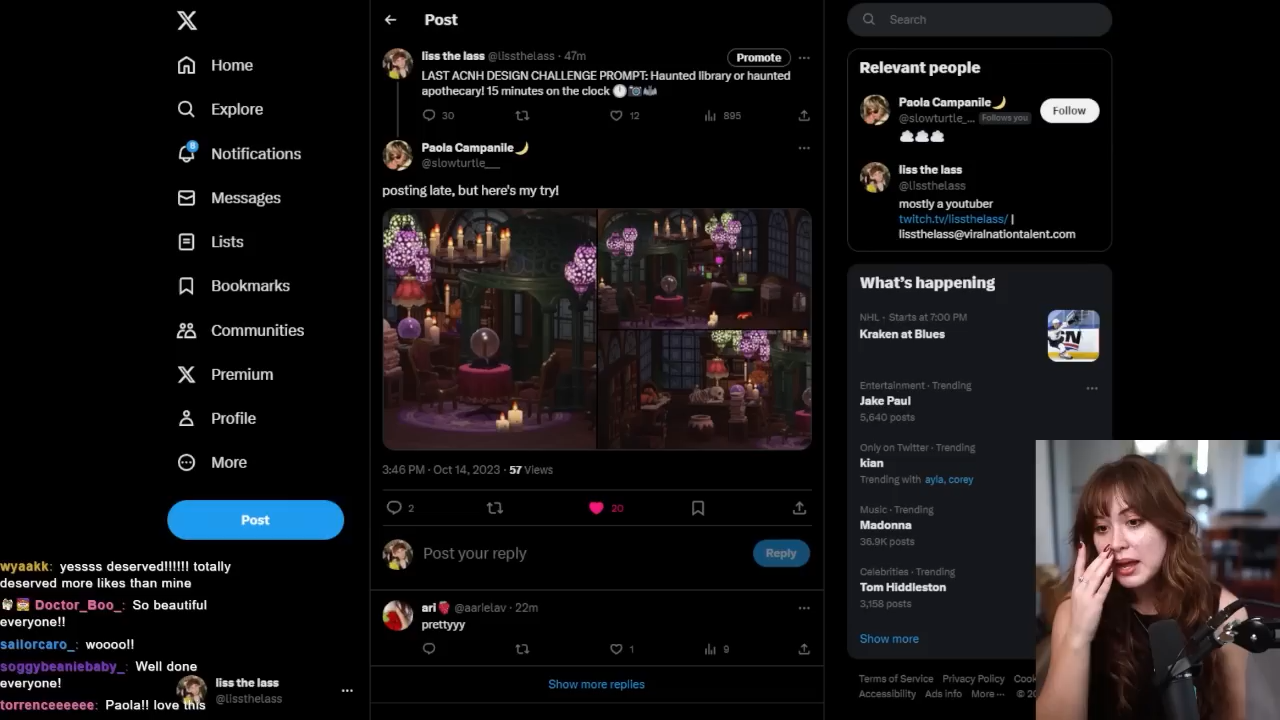 Home
Explore
8
Notifications
Messages
Lists
Bookmarks
Communities
Premium
Profile
More
Post
wyaakk: yessss deserved!!!!!! totally
deserved more likes than mine
Doctor_Boo_: So beautiful
everyone!!
sailorcaro_: woooo!!
soggybeaniebaby_: Well done
everyone!
torrenceeeeee: Paola!! love this
liss the lass
@lissthelass
Post
liss the lass @lissthelass · 47m
Promote
LAST ACNH DESIGN CHALLENGE PROMPT: Haunted library or haunted
apothecary! 15 minutes on the clock
30
12
895
Paola Campanile
@slowturtle__
posting late, but here's my try!
3:46 PM · Oct 14, 2023 · 57 Views
2
20
Post your reply
Reply
ari @aarlelav · 22m
prettyyy
1
9
Show more replies
Search
Relevant people
Paola Campanile
@slowturtle_... Follows you
Follow
liss the lass
@lissthelass
mostly a youtuber
twitch.tv/lissthelass/ |
lissthelass@viralnationtalent.com
What's happening
NHL · Starts at 7:00 PM
Kraken at Blues
Entertainment · Trending
Jake Paul
5,640 posts
Only on Twitter · Trending
kian
Trending with ayla, corey
Music · Trending
Madonna
36.9K posts
Celebrities · Trending
Tom Hiddleston
3,158 posts
Show more
Terms of Service Privacy Policy Cook
Accessibility Ads info More ··· © 20